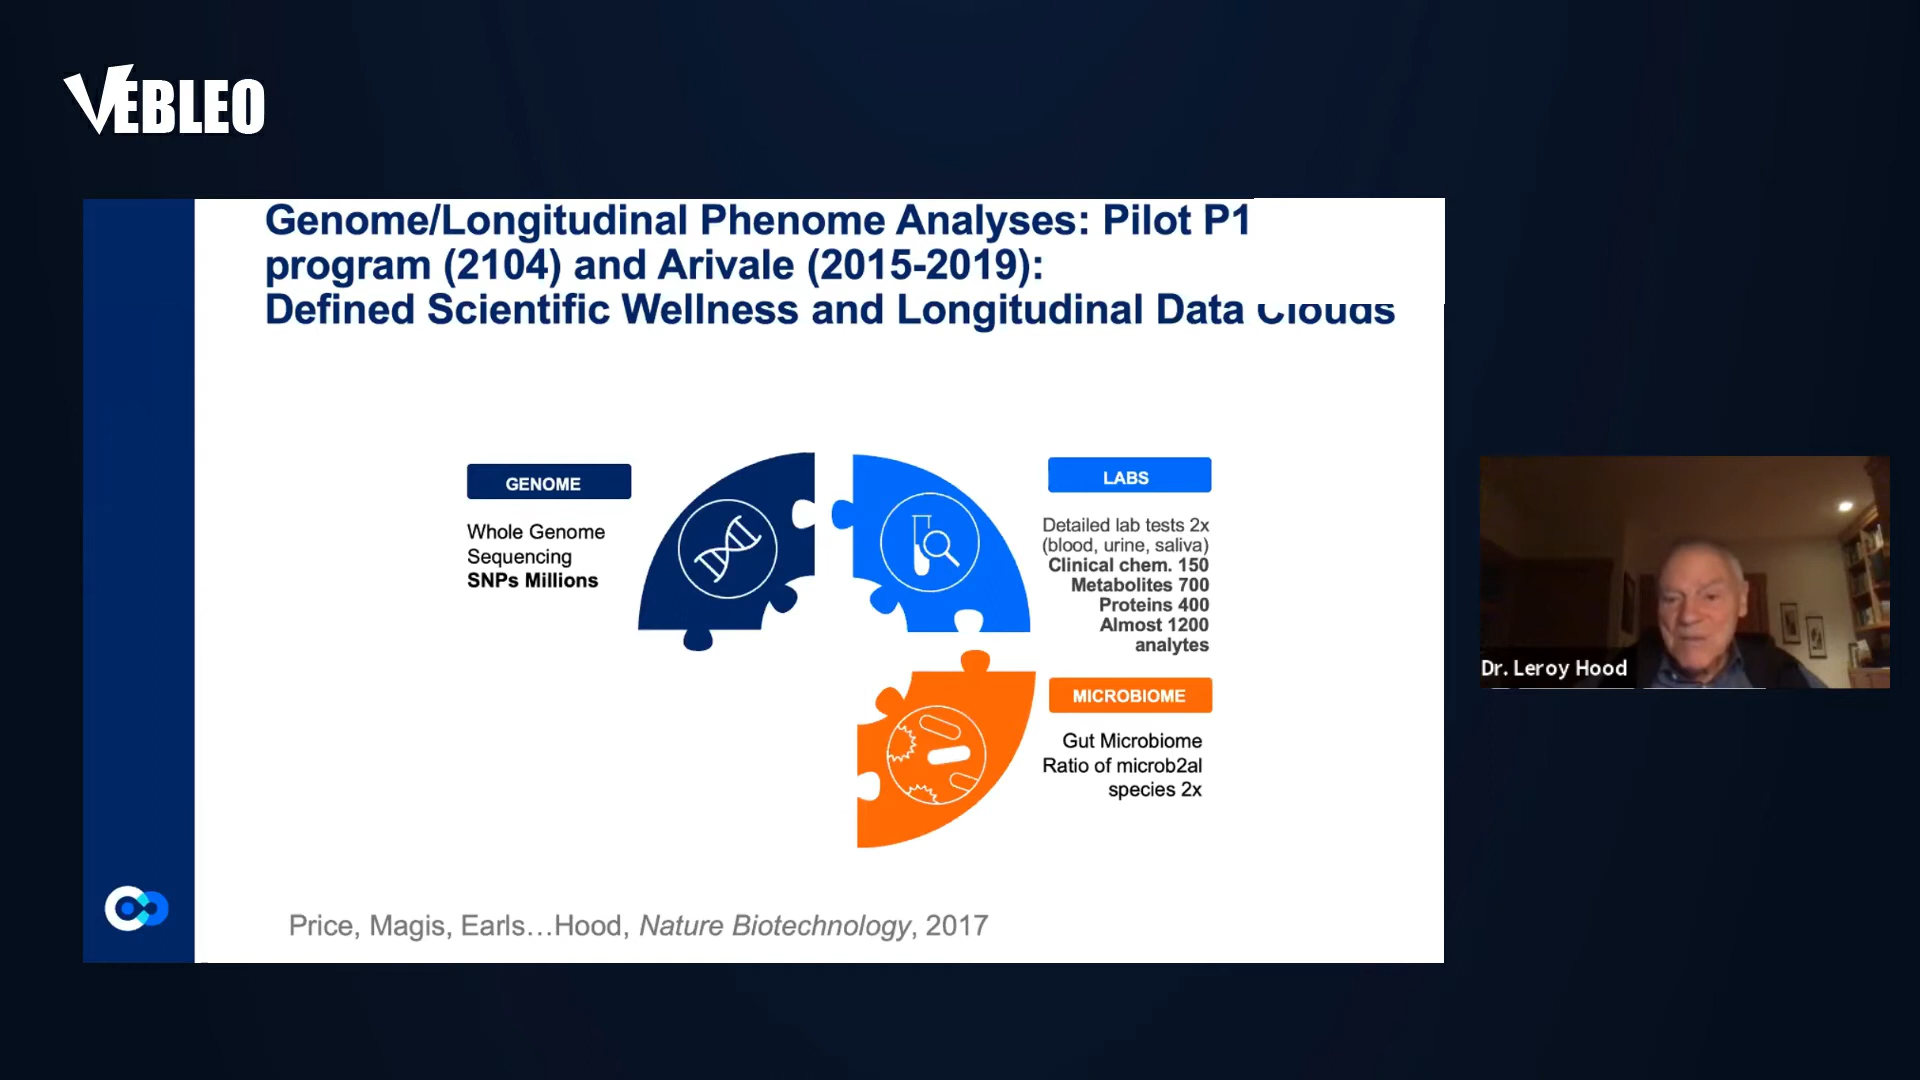 VEBLEO
Genome/Longitudinal Phenome Analyses: Pilot P1
program (2104) and Arivale (2015-2019):
Defined Scientific Wellness and Longitudinal Data Clouds
GENOME
Whole Genome
Sequencing
SNPs Millions
LABS
Detailed lab tests 2x
(blood, urine, saliva)
Clinical chem. 150
Metabolites 700
Proteins 400
Almost 1200
analytes
MICROBIOME
Gut Microbiome
Ratio of microb2al
species 2x
Price, Magis, Earls…Hood, Nature Biotechnology, 2017
Dr. Leroy Hood